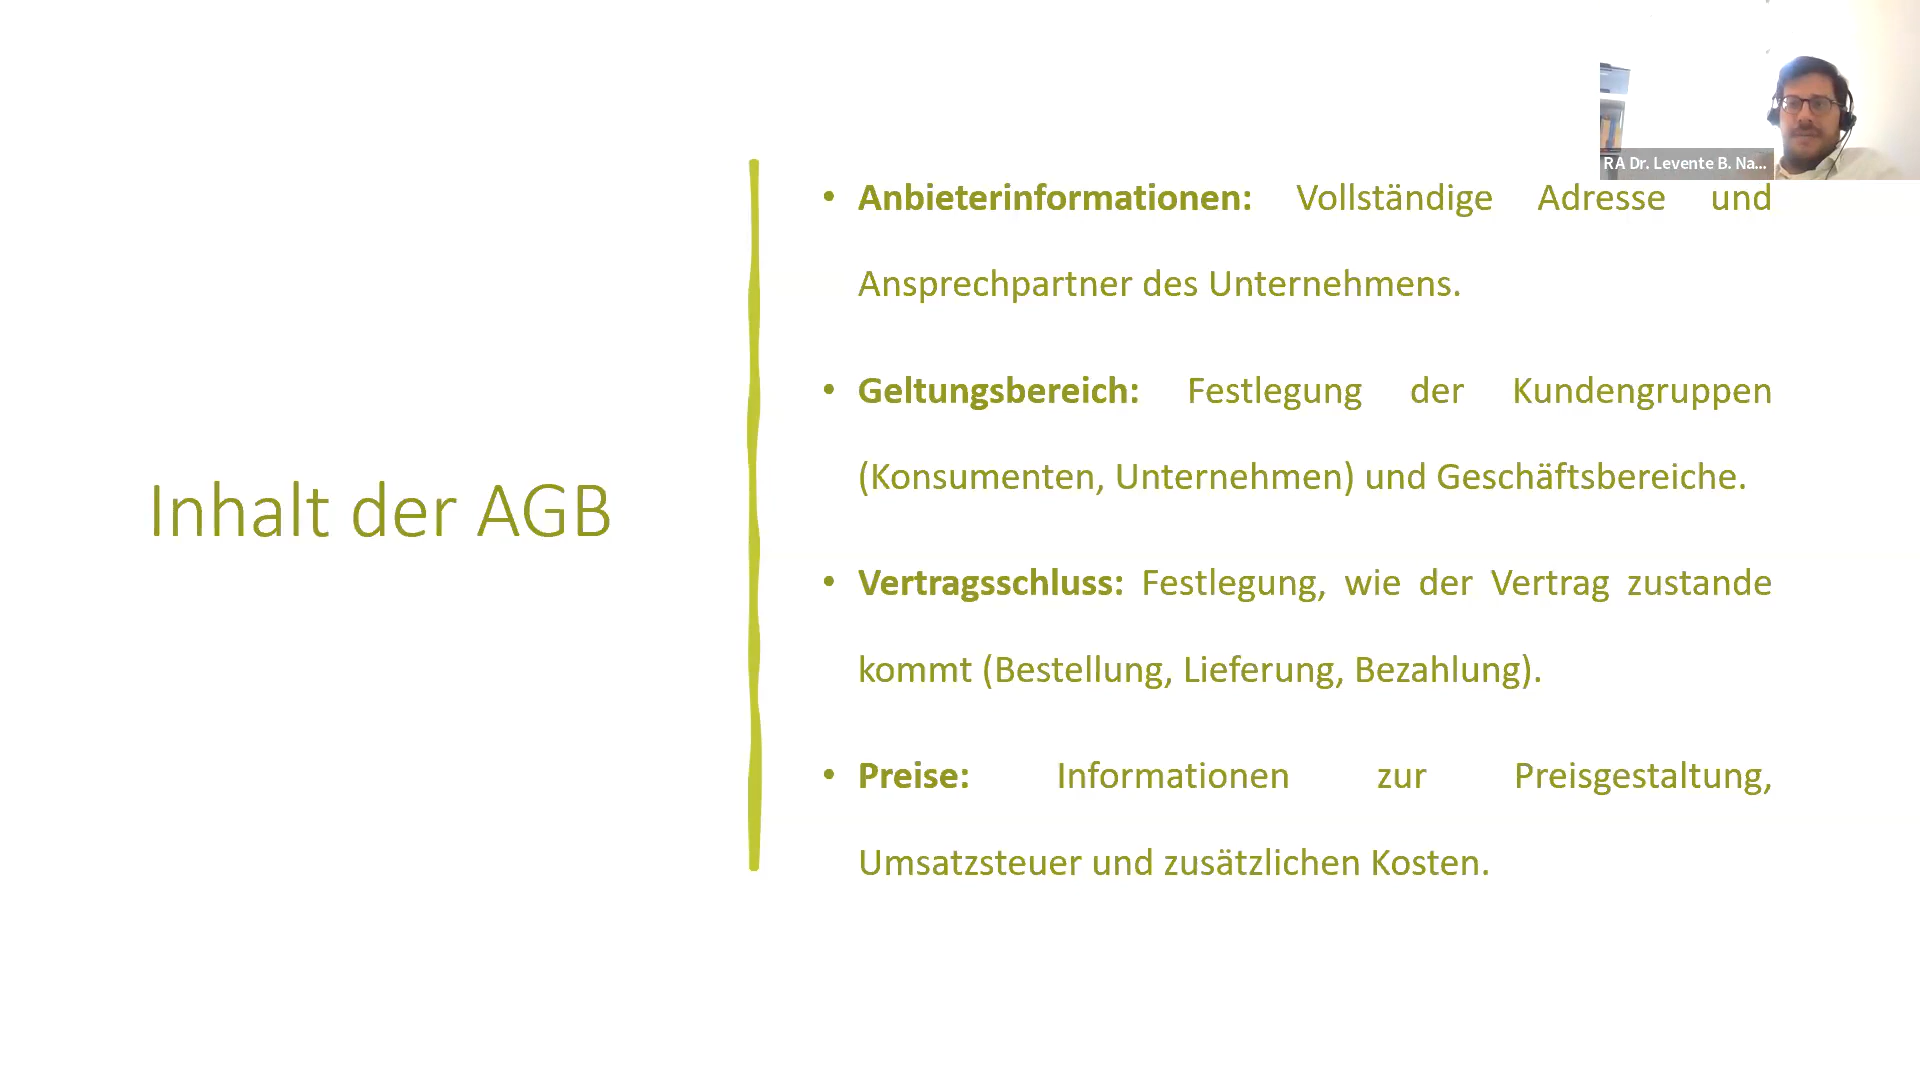 RA Dr. Levente B. Na...
Inhalt der AGB
• Anbieterinformationen: Vollständige Adresse und
Ansprechpartner des Unternehmens.
• Geltungsbereich: Festlegung der Kundengruppen
(Konsumenten, Unternehmen) und Geschäftsbereiche.
• Vertragsschluss: Festlegung, wie der Vertrag zustande
kommt (Bestellung, Lieferung, Bezahlung).
• Preise: Informationen zur Preisgestaltung,
Umsatzsteuer und zusätzlichen Kosten.